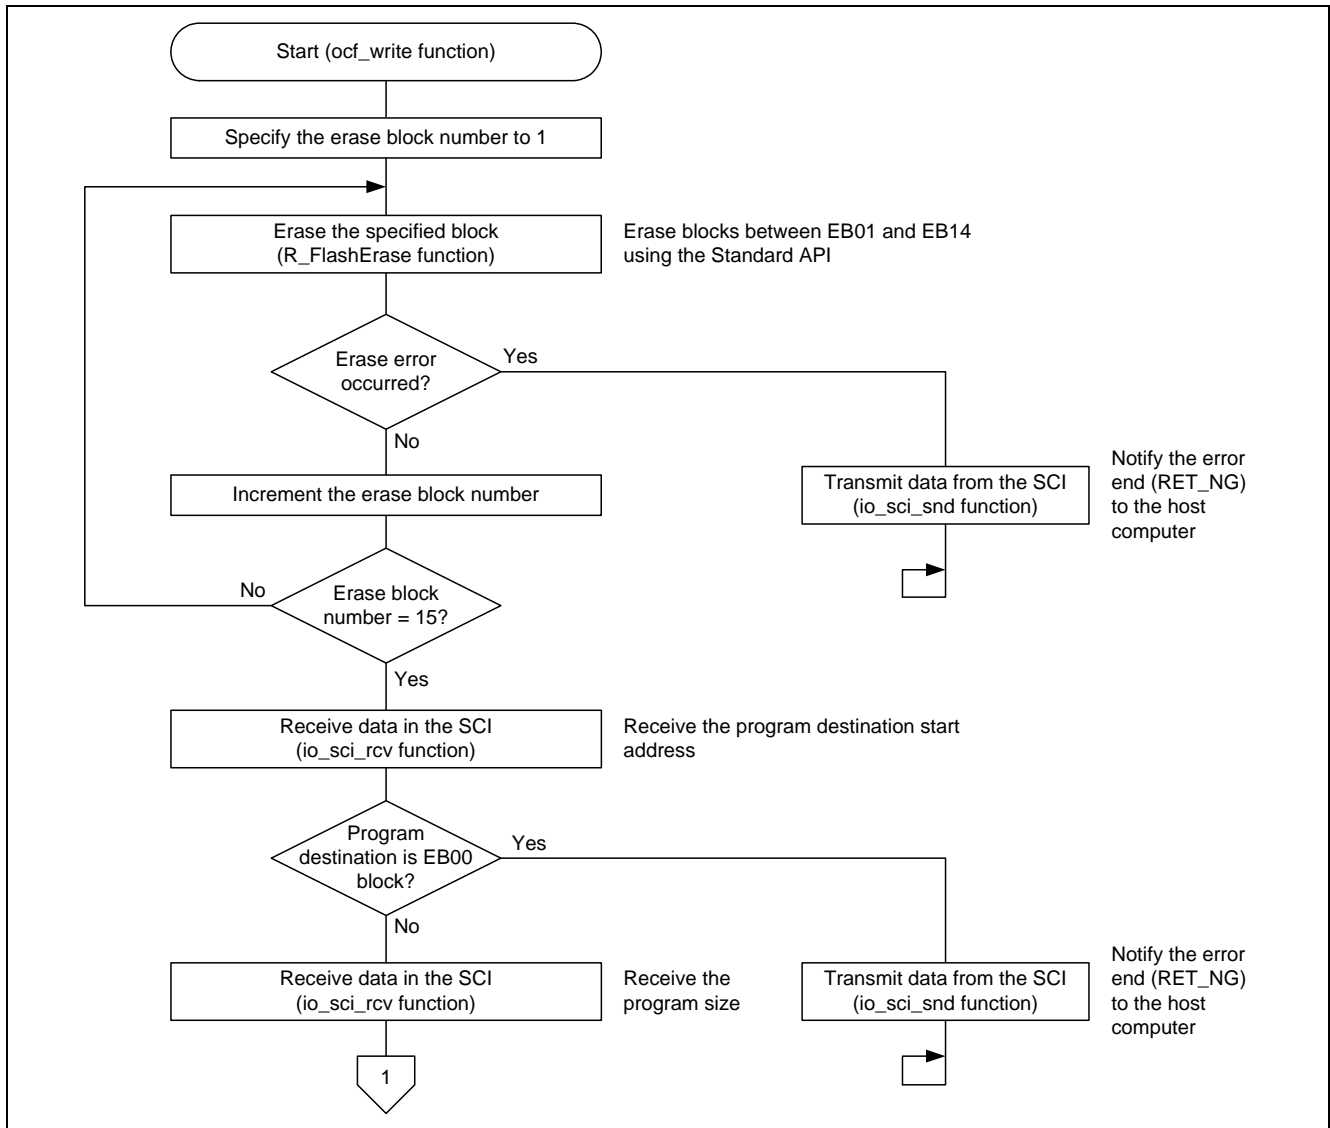 Start (ocf_write function)
Specify the erase block number to 1
Erase the specified block
(R_FlashErase function)
Erase blocks between EB01 and EB14
using the Standard API
Erase error
occurred?
Yes
No
Increment the erase block number
Transmit data from the SCI
(io_sci_snd function)
Notify the error
end (RET_NG)
to the host
computer
Erase block
number = 15?
No
Yes
Receive data in the SCI
(io_sci_rcv function)
Receive the program destination start
address
Program
destination is EB00
block?
Yes
No
Receive data in the SCI
(io_sci_rcv function)
Receive the
program size
Transmit data from the SCI
(io_sci_snd function)
Notify the error
end (RET_NG)
to the host
computer
1